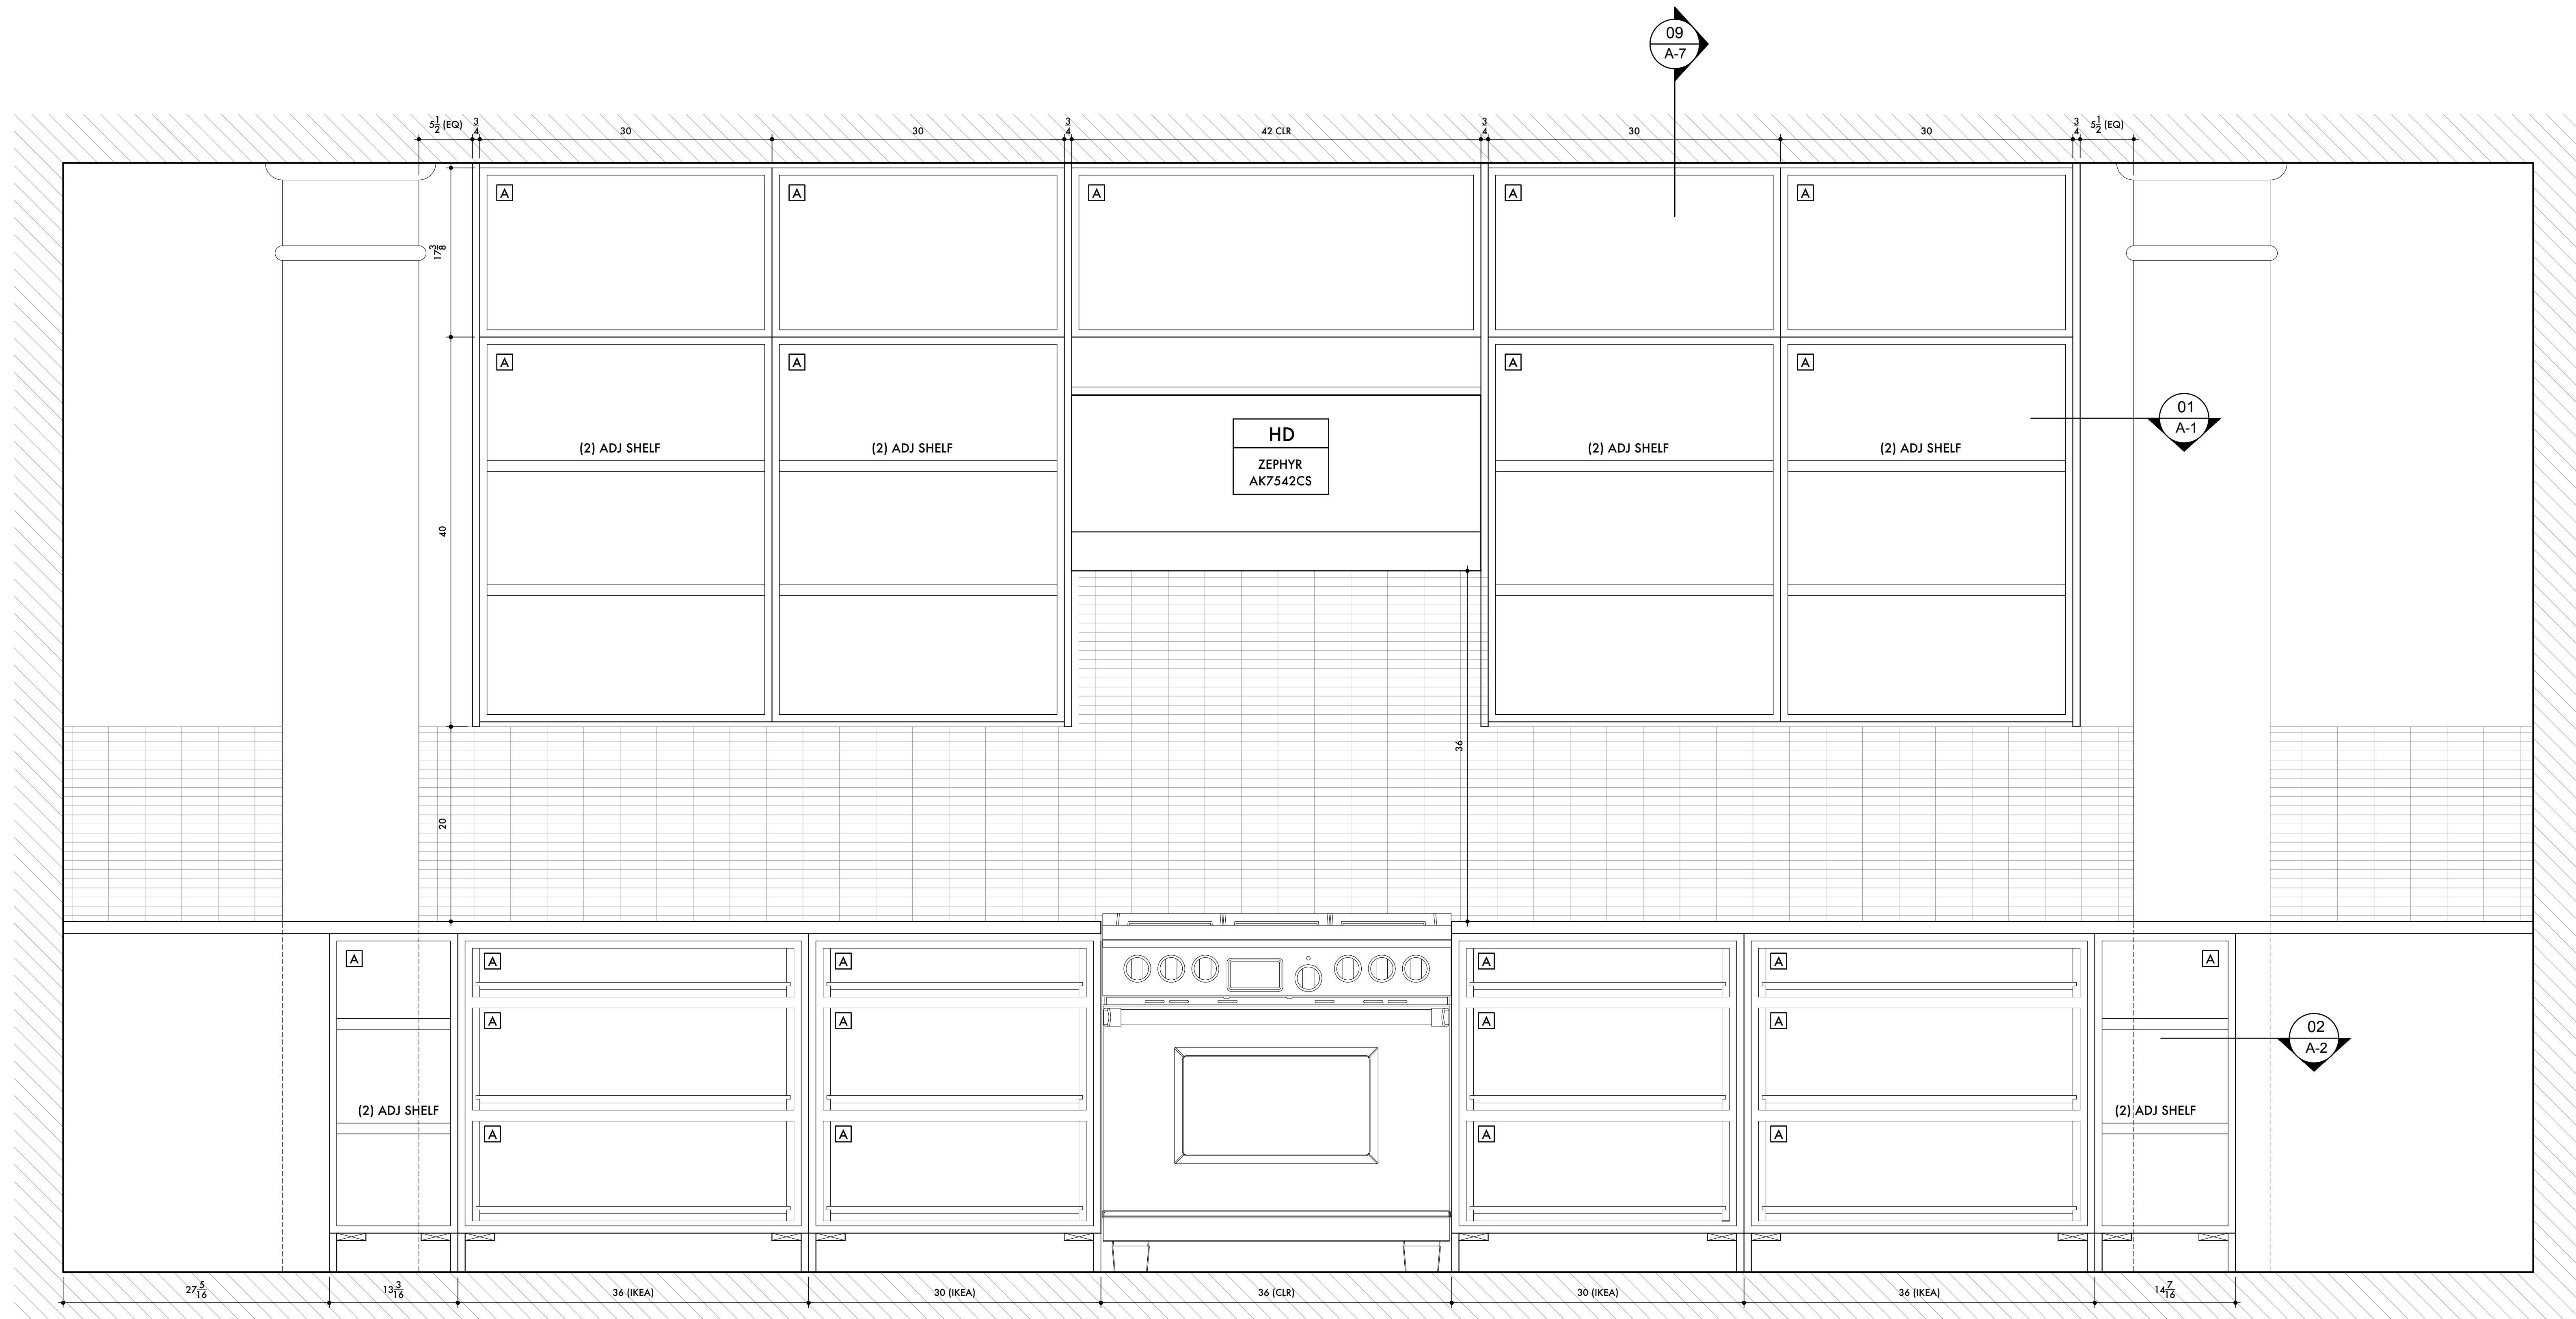 09
A-7
5 1/2 (EQ)
3/4
30
30
3/4
42 CLR
3/4
30
30
3/4
5 1/2 (EQ)
A
A
A
A
A
17 3/8
A
A
A
A
01
A-1
HD
ZEPHYR
AK7542CS
(2) ADJ SHELF
(2) ADJ SHELF
(2) ADJ SHELF
(2) ADJ SHELF
40
36
20
A
A
A
A
A
A
A
A
A
A
02
A-2
(2) ADJ SHELF
(2) ADJ SHELF
A
A
A
A
27 5/16
13 3/16
36 (IKEA)
30 (IKEA)
36 (CLR)
30 (IKEA)
36 (IKEA)
14 7/16